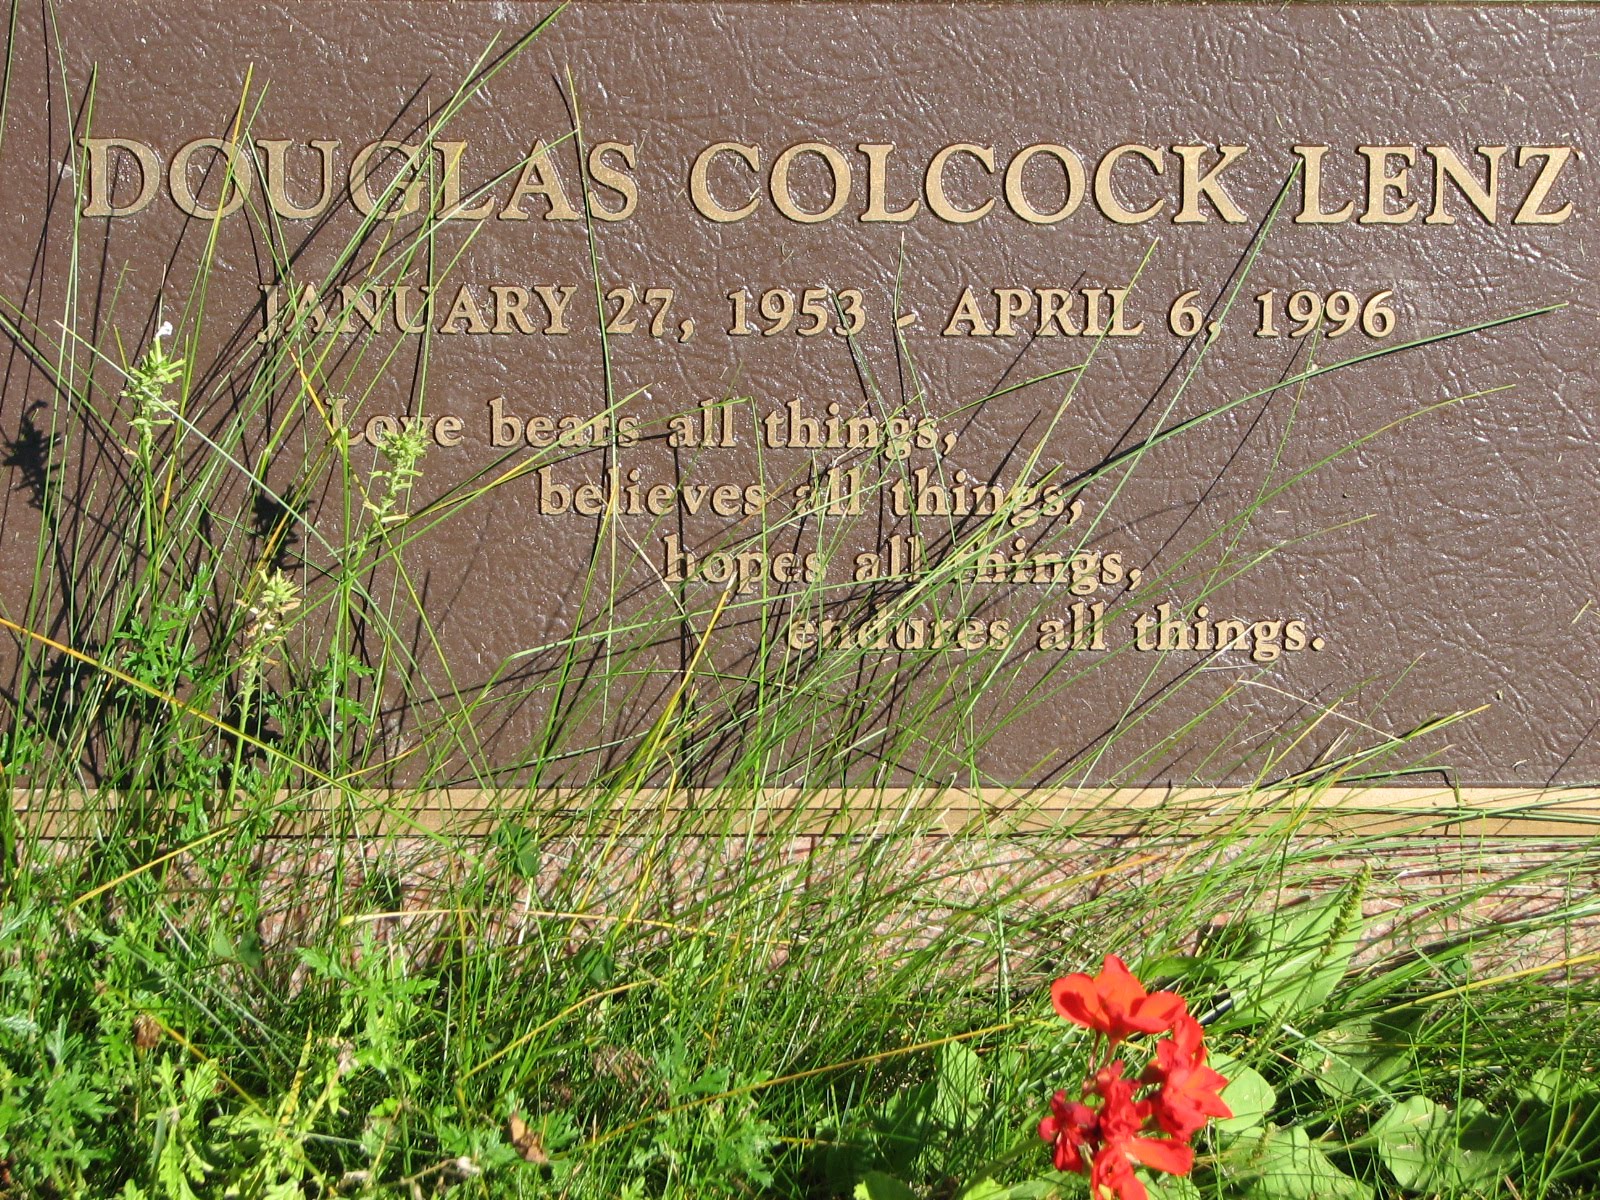 DOUGLAS COLCOCK LENZ
JANUARY 27, 1953 - APRIL 6, 1996
Love bears all things,
believes all things,
hopes all things,
endures all things.